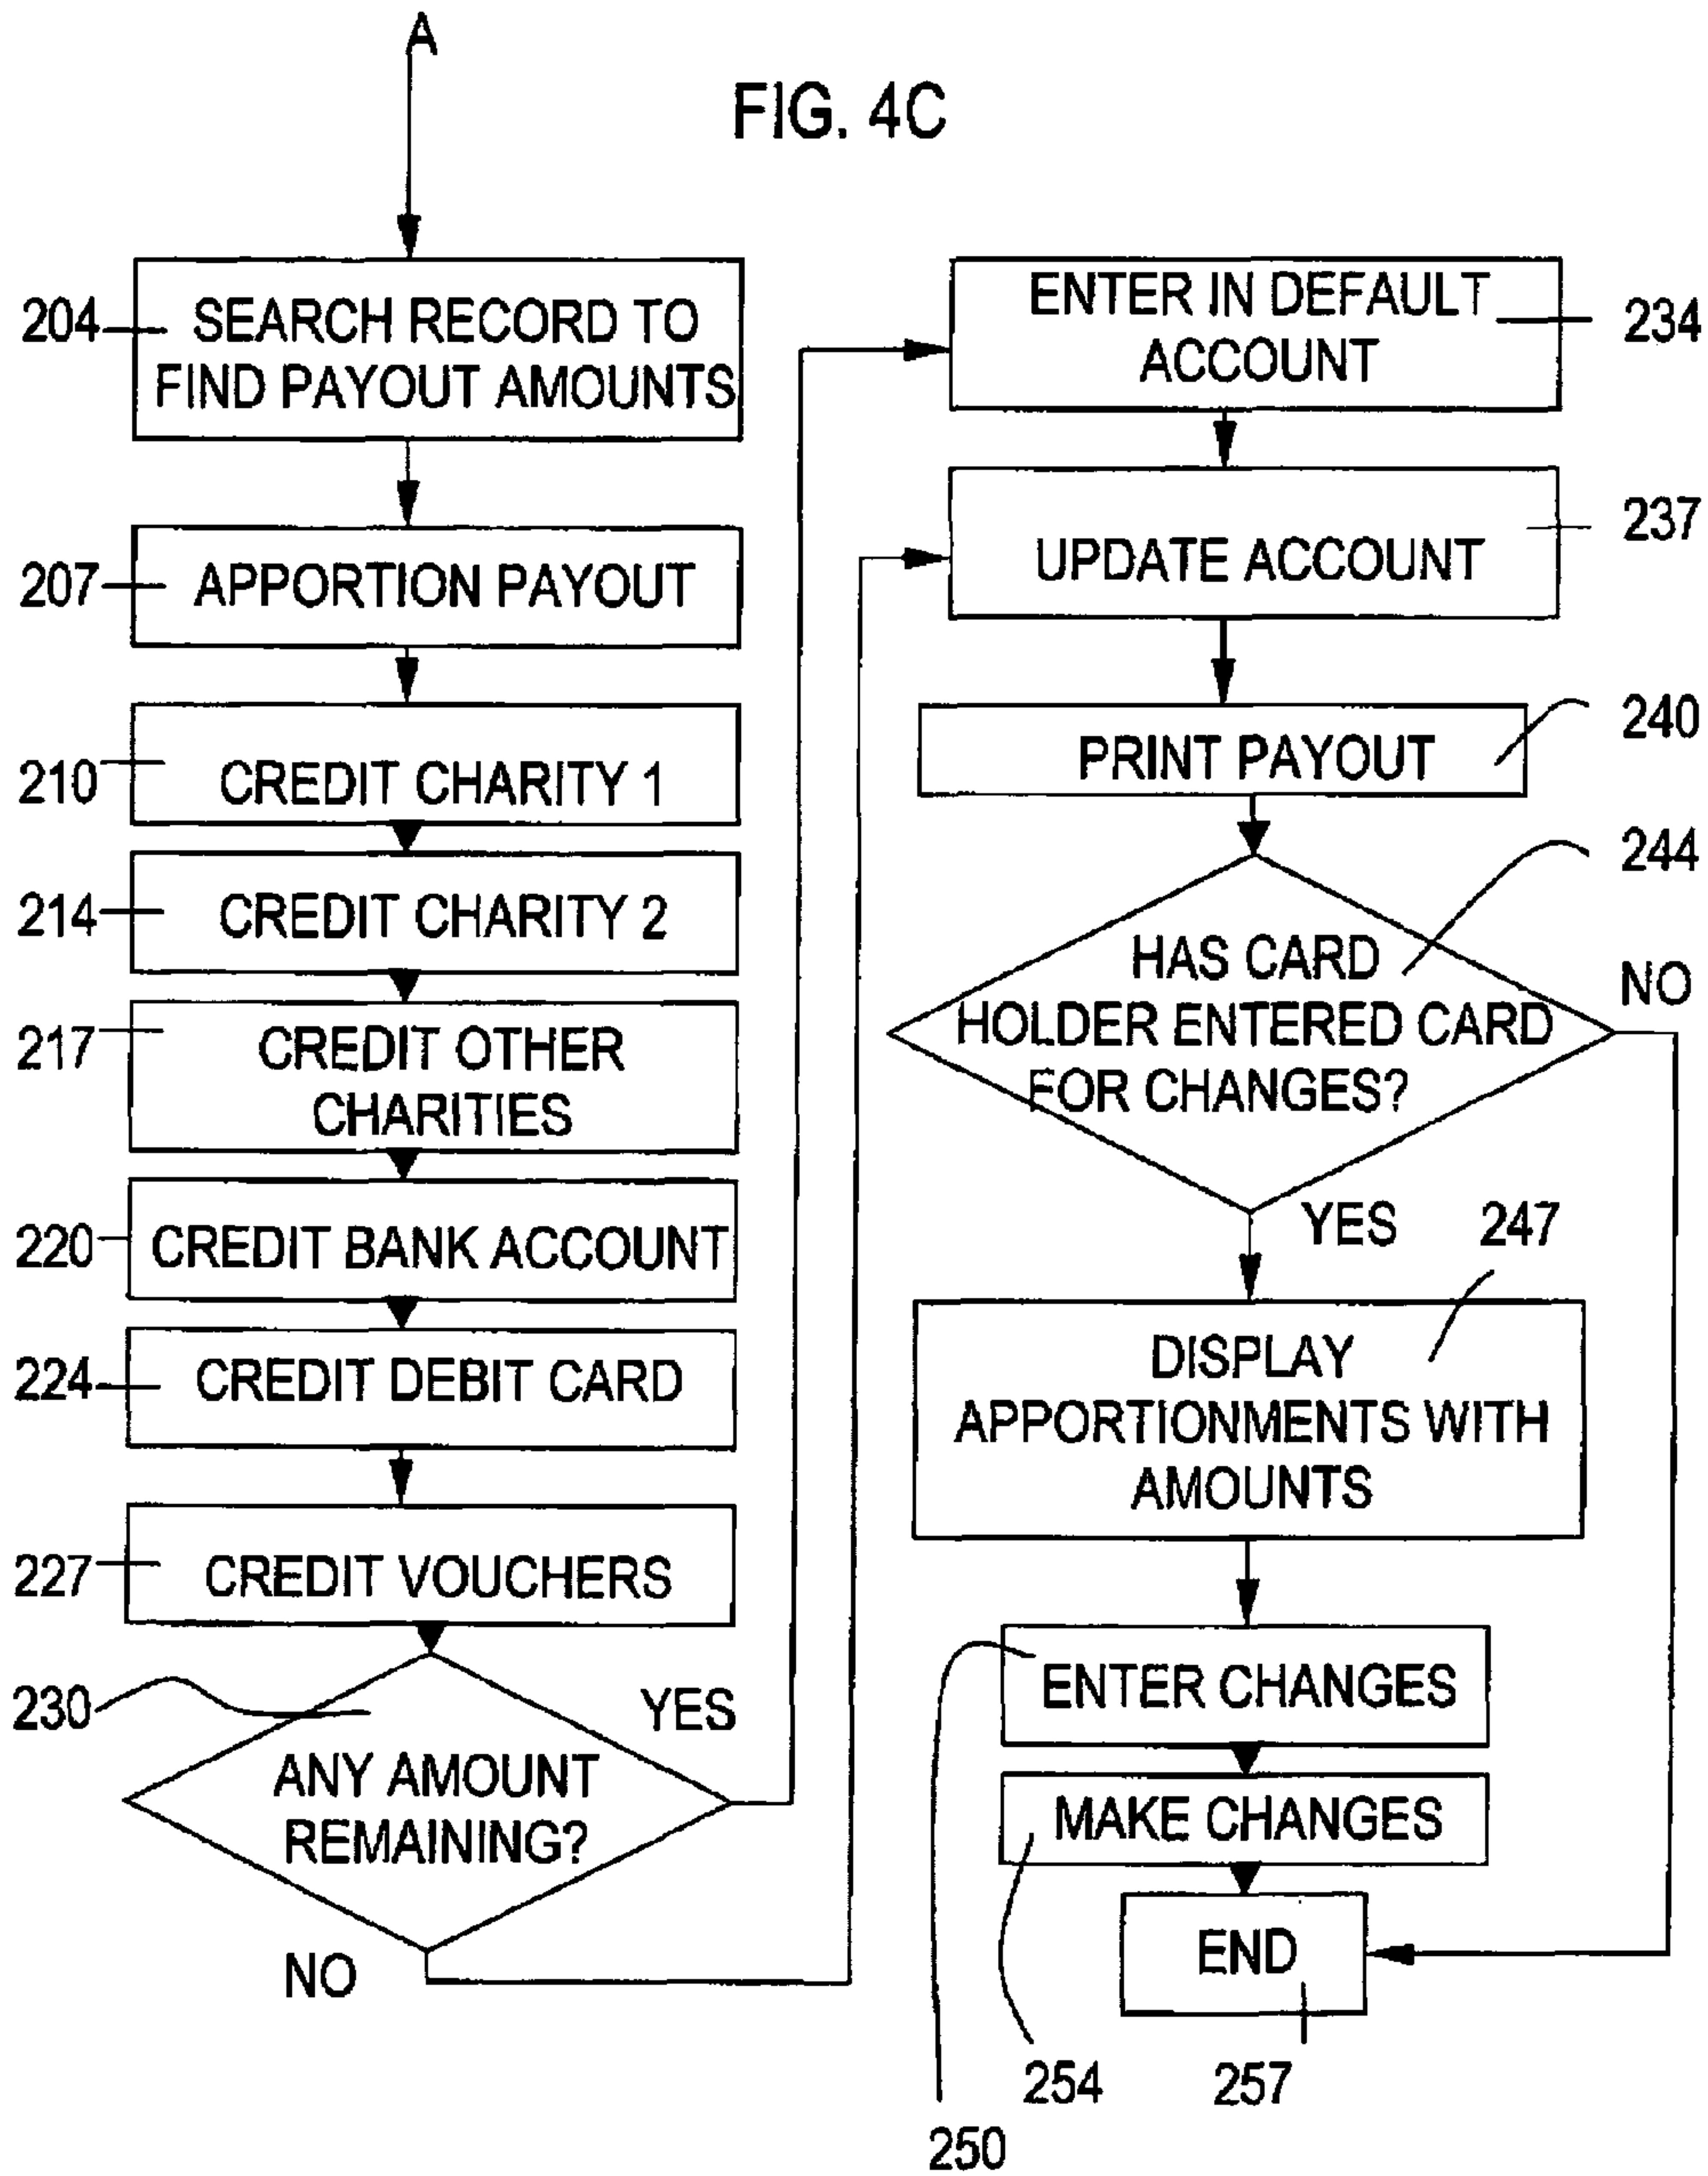 A
FIG. 4C
204
SEARCH RECORD TO
FIND PAYOUT AMOUNTS
207
APPORTION PAYOUT
210
CREDIT CHARITY 1
214
CREDIT CHARITY 2
217
CREDIT OTHER
CHARITIES
220
CREDIT BANK ACCOUNT
224
CREDIT DEBIT CARD
227
CREDIT VOUCHERS
230
YES
ANY AMOUNT
REMAINING?
NO
ENTER IN DEFAULT
ACCOUNT
234
237
UPDATE ACCOUNT
240
PRINT PAYOUT
244
HAS CARD
HOLDER ENTERED CARD
FOR CHANGES?
NO
YES
247
DISPLAY
APPORTIONMENTS WITH
AMOUNTS
ENTER CHANGES
MAKE CHANGES
END
254
257
250